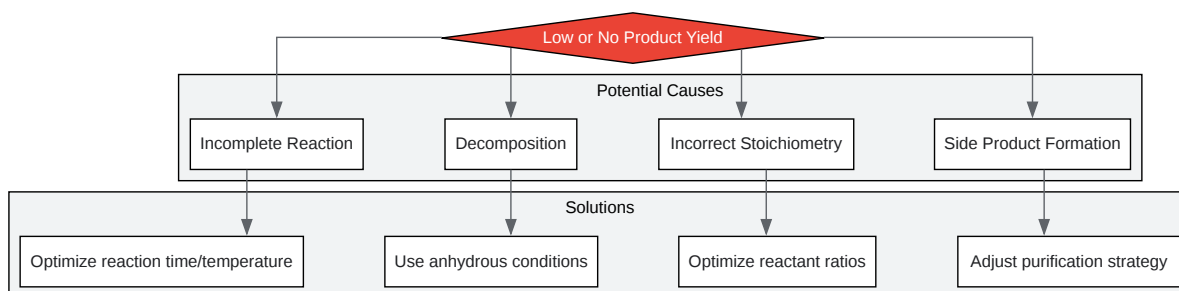 Low or No Product Yield
Potential Causes
Incomplete Reaction
Decomposition
Incorrect Stoichiometry
Side Product Formation
Solutions
Optimize reaction time/temperature
Use anhydrous conditions
Optimize reactant ratios
Adjust purification strategy